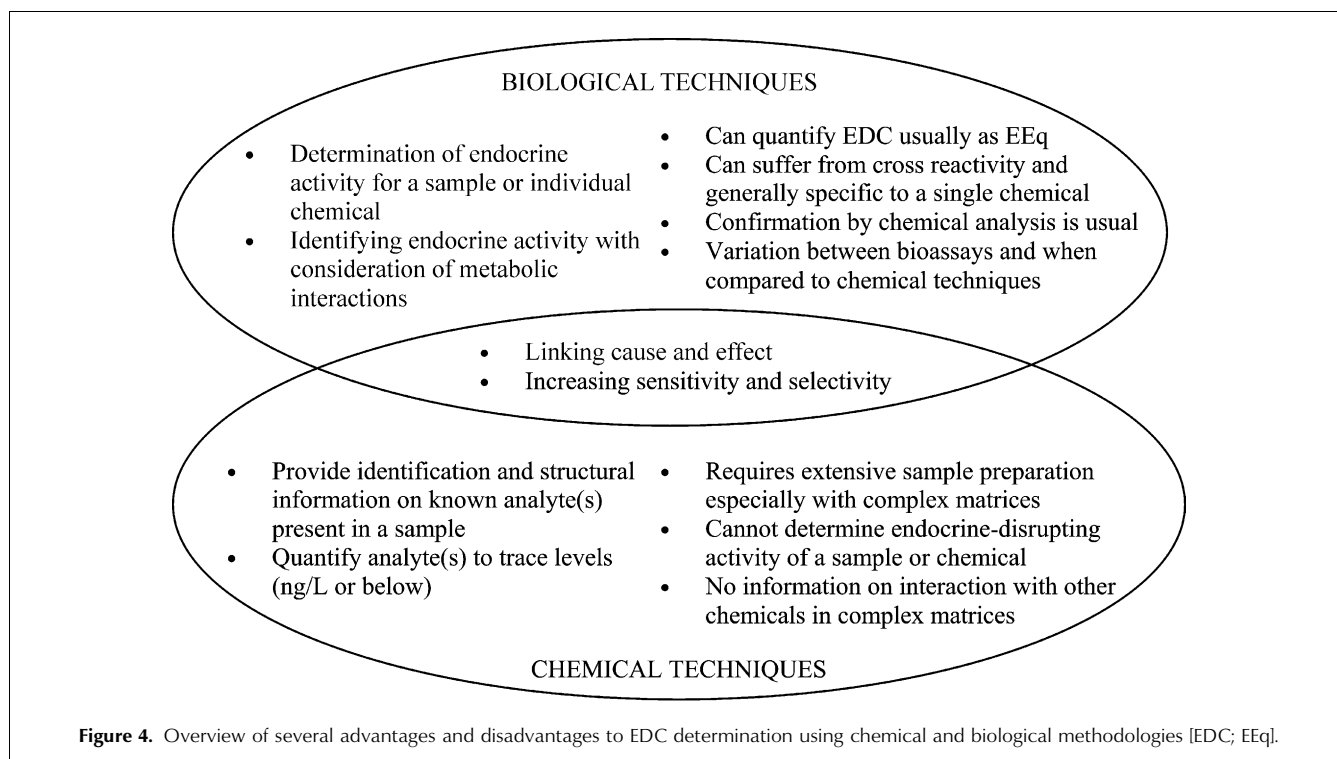 BIOLOGICAL TECHNIQUES
• Determination of endocrine
activity for a sample or individual
chemical
• Identifying endocrine activity with
consideration of metabolic
interactions
• Can quantify EDC usually as EEq
• Can suffer from cross reactivity and
generally specific to a single chemical
• Confirmation by chemical analysis is usual
• Variation between bioassays and when
compared to chemical techniques
• Linking cause and effect
• Increasing sensitivity and selectivity
• Provide identification and structural
information on known analyte(s)
present in a sample
• Quantify analyte(s) to trace levels
(ng/L or below)
• Requires extensive sample preparation
especially with complex matrices
• Cannot determine endocrine-disrupting
activity of a sample or chemical
• No information on interaction with other
chemicals in complex matrices
CHEMICAL TECHNIQUES
Figure 4. Overview of several advantages and disadvantages to EDC determination using chemical and biological methodologies [EDC; EEq].